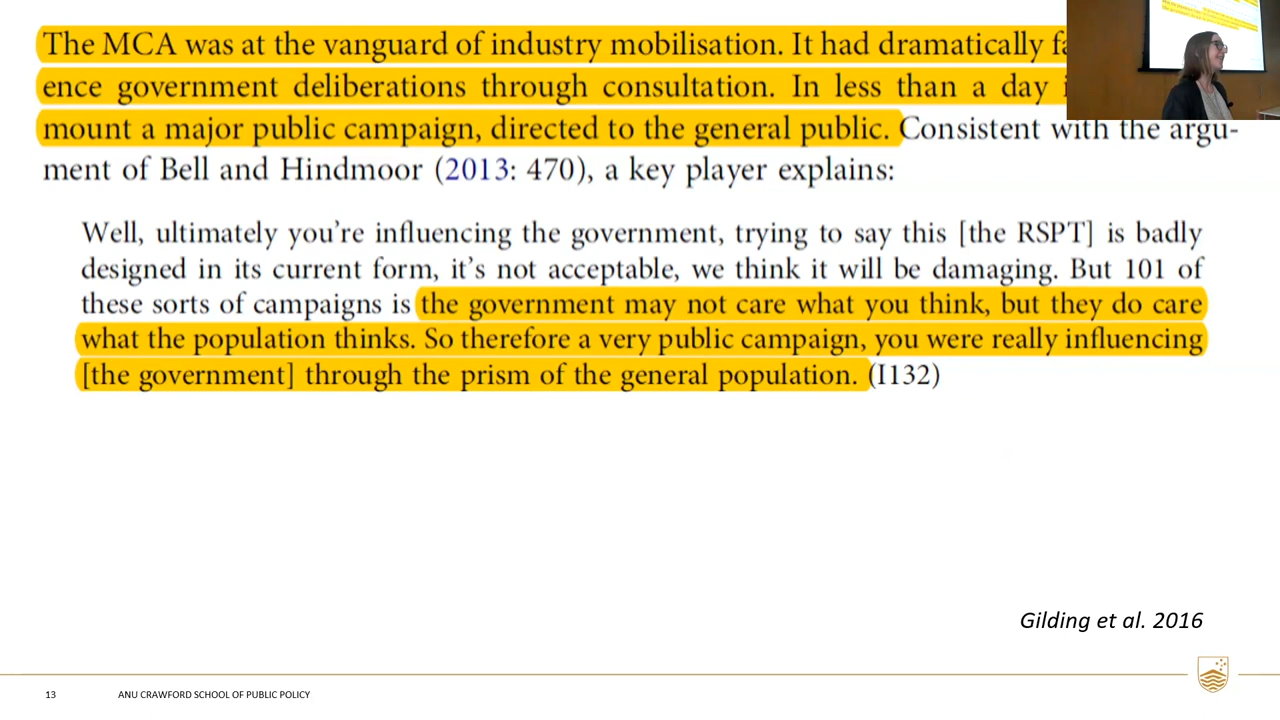 The MCA was at the vanguard of industry mobilisation. It had dramatically
ence government deliberations through consultation. In less than a day
mount a major public campaign, directed to the general public. Consistent with the argu-
ment of Bell and Hindmoor (2013: 470), a key player explains:
Well, ultimately you're influencing the government, trying to say this [the RSPT] is badly
designed in its current form, it's not acceptable, we think it will be damaging. But 101 of
these sorts of campaigns is the government may not care what you think, but they do care
what the population thinks. So therefore a very public campaign, you were really influencing
[the government] through the prism of the general population. (I132)
Gilding et al. 2016
13 ANU CRAWFORD SCHOOL OF PUBLIC POLICY